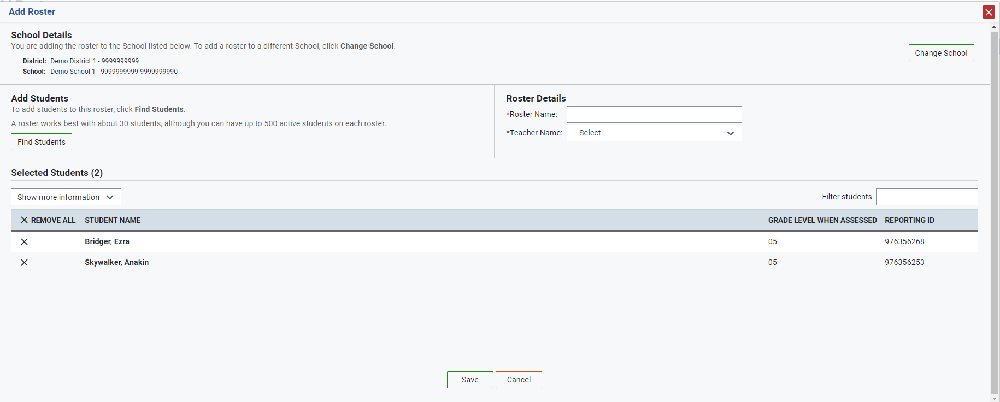 Add Roster
School Details
You are adding the roster to the School listed below. To add a roster to a different School, click Change School.
Change School
District: Demo District 1 - 9999999999
School: Demo School 1 - 9999999999-9999999990
Add Students
To add students to this roster, click Find Students.
A roster works best with about 30 students, although you can have up to 500 active students on each roster.
Find Students
Roster Details
*Roster Name:
*Teacher Name: -- Select --
Selected Students (2)
Show more information
Filter students
REMOVE ALL STUDENT NAME GRADE LEVEL WHEN ASSESSED REPORTING ID
Bridger, Ezra 05 976356268
Skywalker, Anakin 05 976356253
Save Cancel